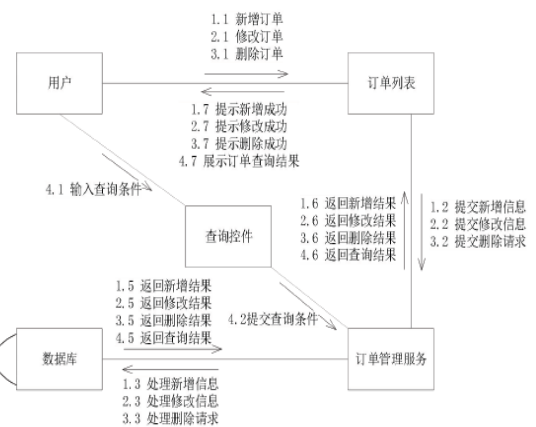 1.1 新增订单
2.1 修改订单
3.1 删除订单
用户
订单列表
1.7 提示新增成功
2.7 提示修改成功
3.7 提示删除成功
4.7 展示订单查询结果
4.1 输入查询条件
1.6 返回新增结果
2.6 返回修改结果
3.6 返回删除结果
4.6 返回查询结果
1.2 提交新增信息
2.2 提交修改信息
3.2 提交删除请求
查询控件
1.5 返回新增结果
2.5 返回修改结果
3.5 返回删除结果
4.5 返回查询结果
4.2提交查询条件
数据库
订单管理服务
1.3 处理新增信息
2.3 处理修改信息
3.3 处理删除请求